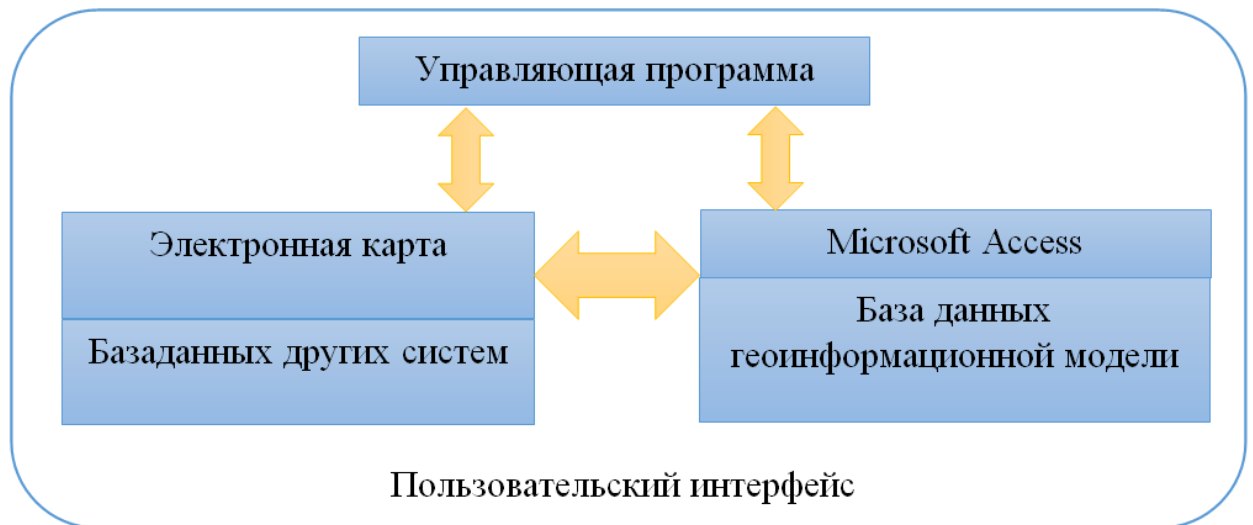 Управляющая программа
Электронная карта
Базаданных других систем
Microsoft Access
База данных
геоинформационной модели
Пользовательский интерфейс